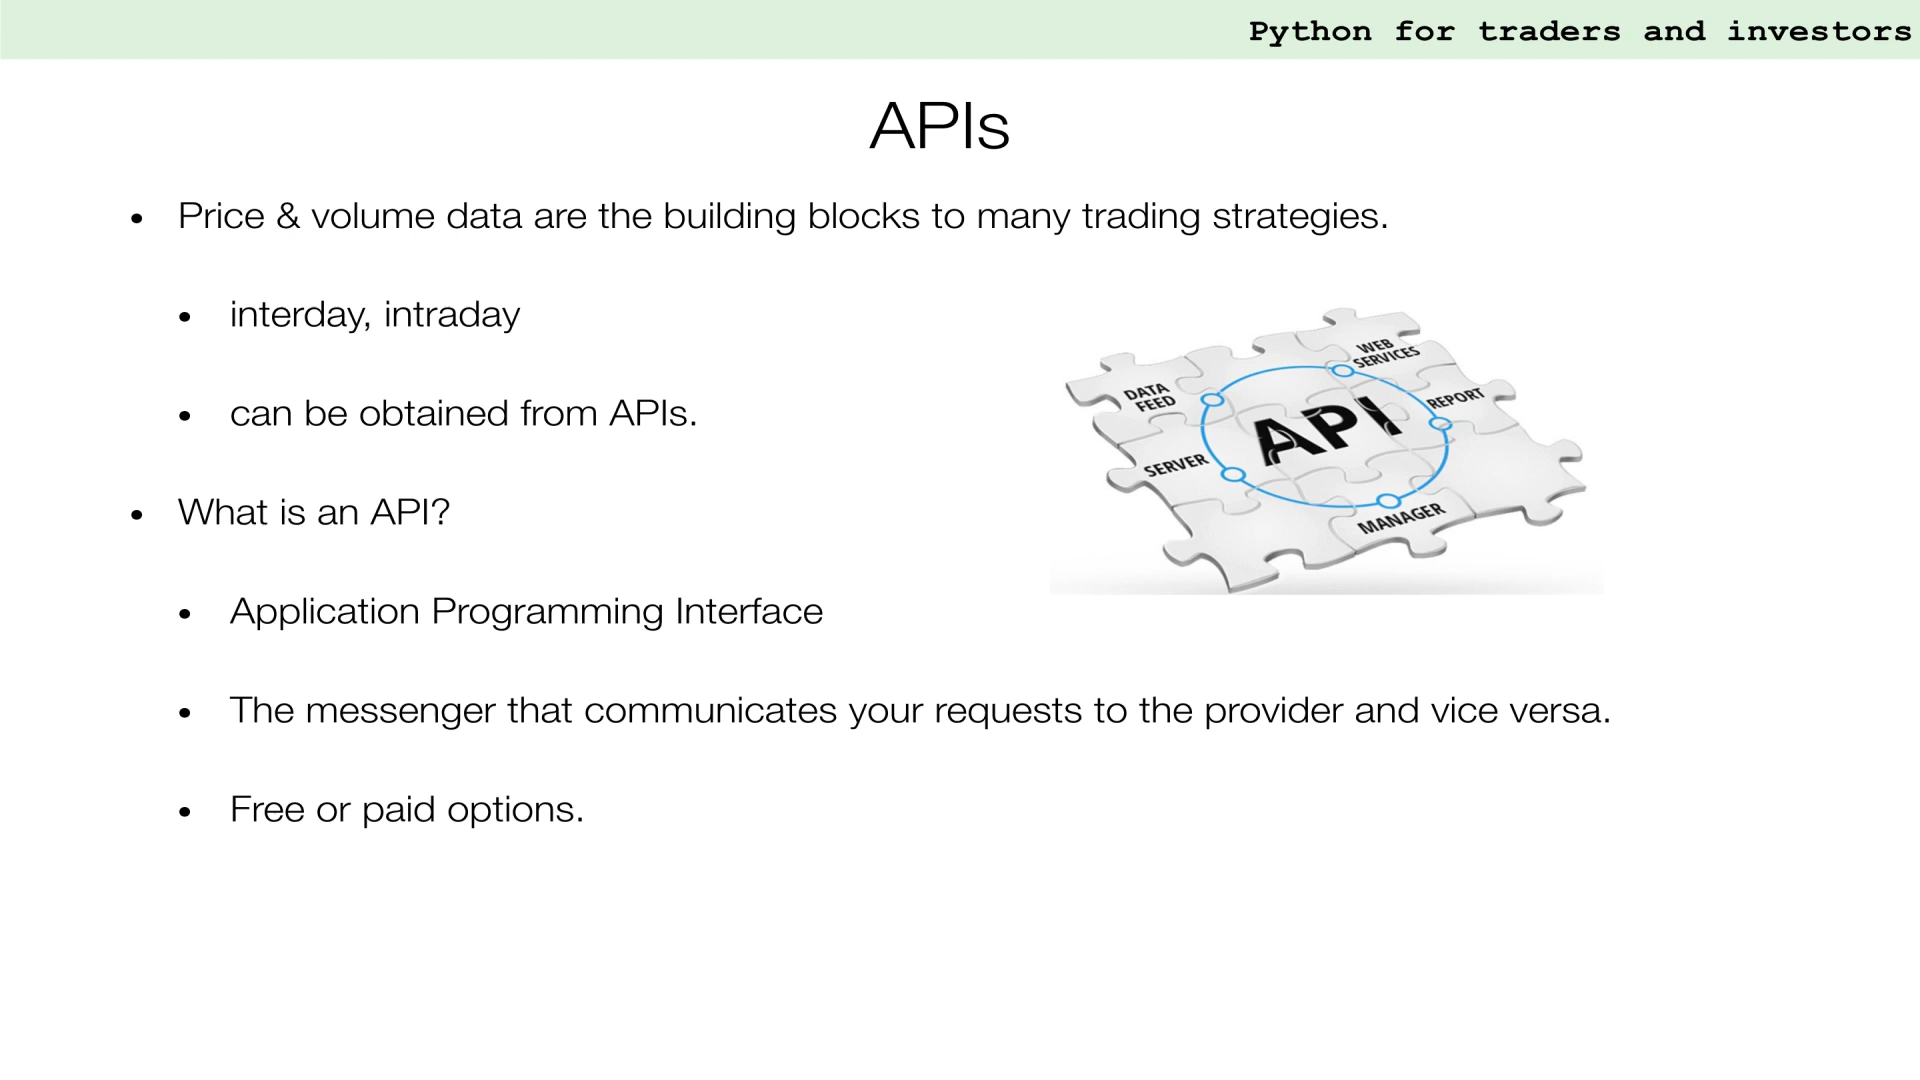 Python for traders and investors
APIs
• Price & volume data are the building blocks to many trading strategies.
• interday, intraday
• can be obtained from APIs.
• What is an API?
• Application Programming Interface
• The messenger that communicates your requests to the provider and vice versa.
• Free or paid options.
WEB
SERVICES
DATA
FEED
REPORT
API
SERVER
MANAGER